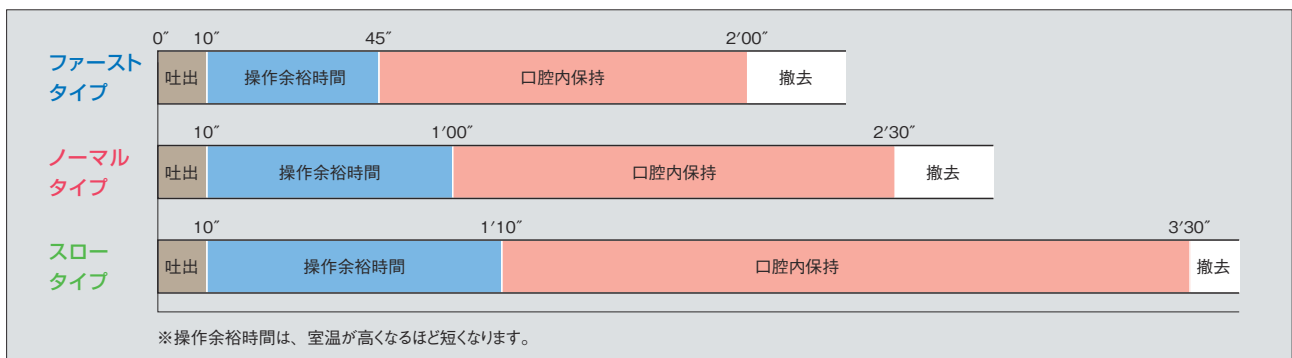 0″ 10″ 45″ 2′00″
ファースト
タイプ
吐出 操作余裕時間 口腔内保持 撤去
10″ 1′00″ 2′30″
ノーマル
タイプ
吐出 操作余裕時間 口腔内保持 撤去
10″ 1′10″ 3′30″
スロー
タイプ
吐出 操作余裕時間 口腔内保持 撤去
※操作余裕時間は、室温が高くなるほど短くなります。